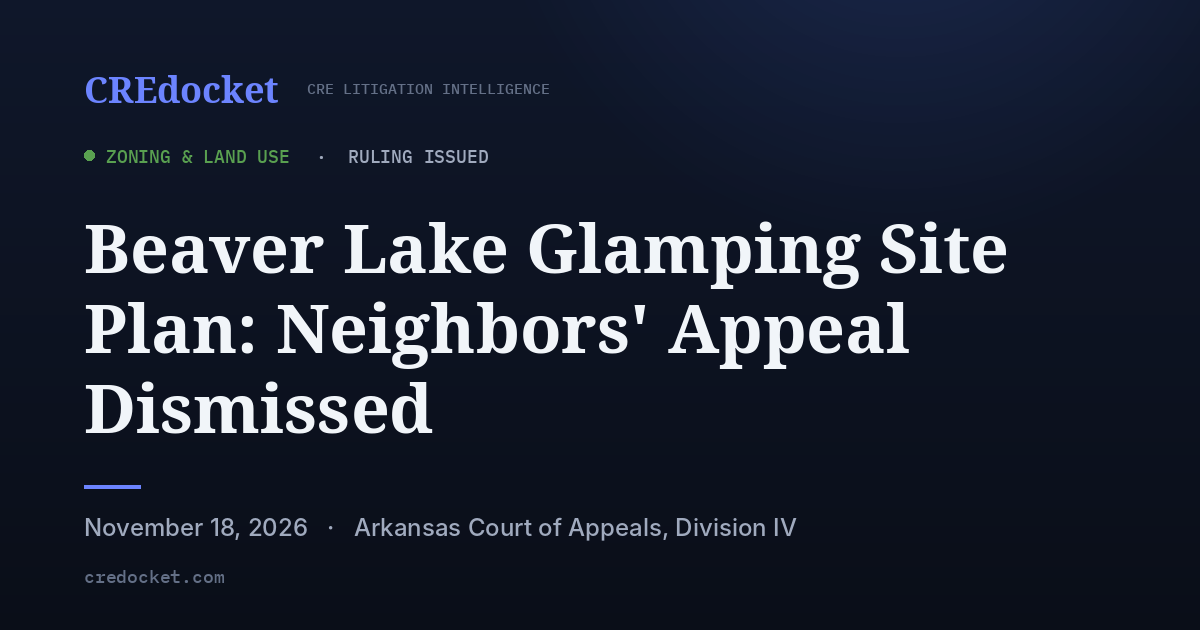 CREdocket CRE LITIGATION INTELLIGENCE
ZONING & LAND USE · RULING ISSUED
Beaver Lake Glamping Site
Plan: Neighbors' Appeal
Dismissed
November 18, 2026 · Arkansas Court of Appeals, Division IV
credocket.com